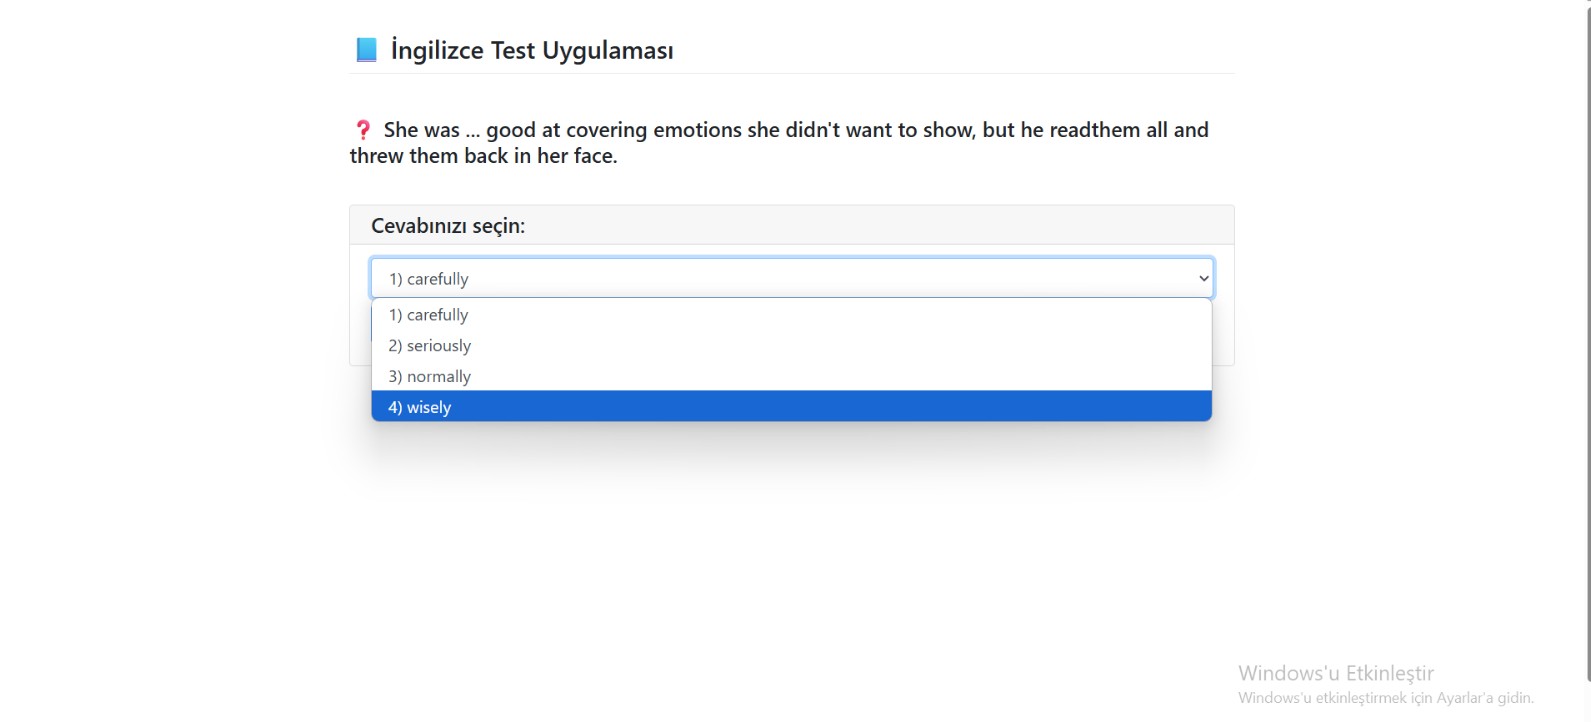 İngilizce Test Uygulaması
She was ... good at covering emotions she didn't want to show, but he readthem all and
threw them back in her face.
Cevabınızı seçin:
1) carefully
1) carefully
2) seriously
3) normally
4) wisely
Windows'u Etkinleştir
Windows'u etkinleştirmek için Ayarlar'a gidin.